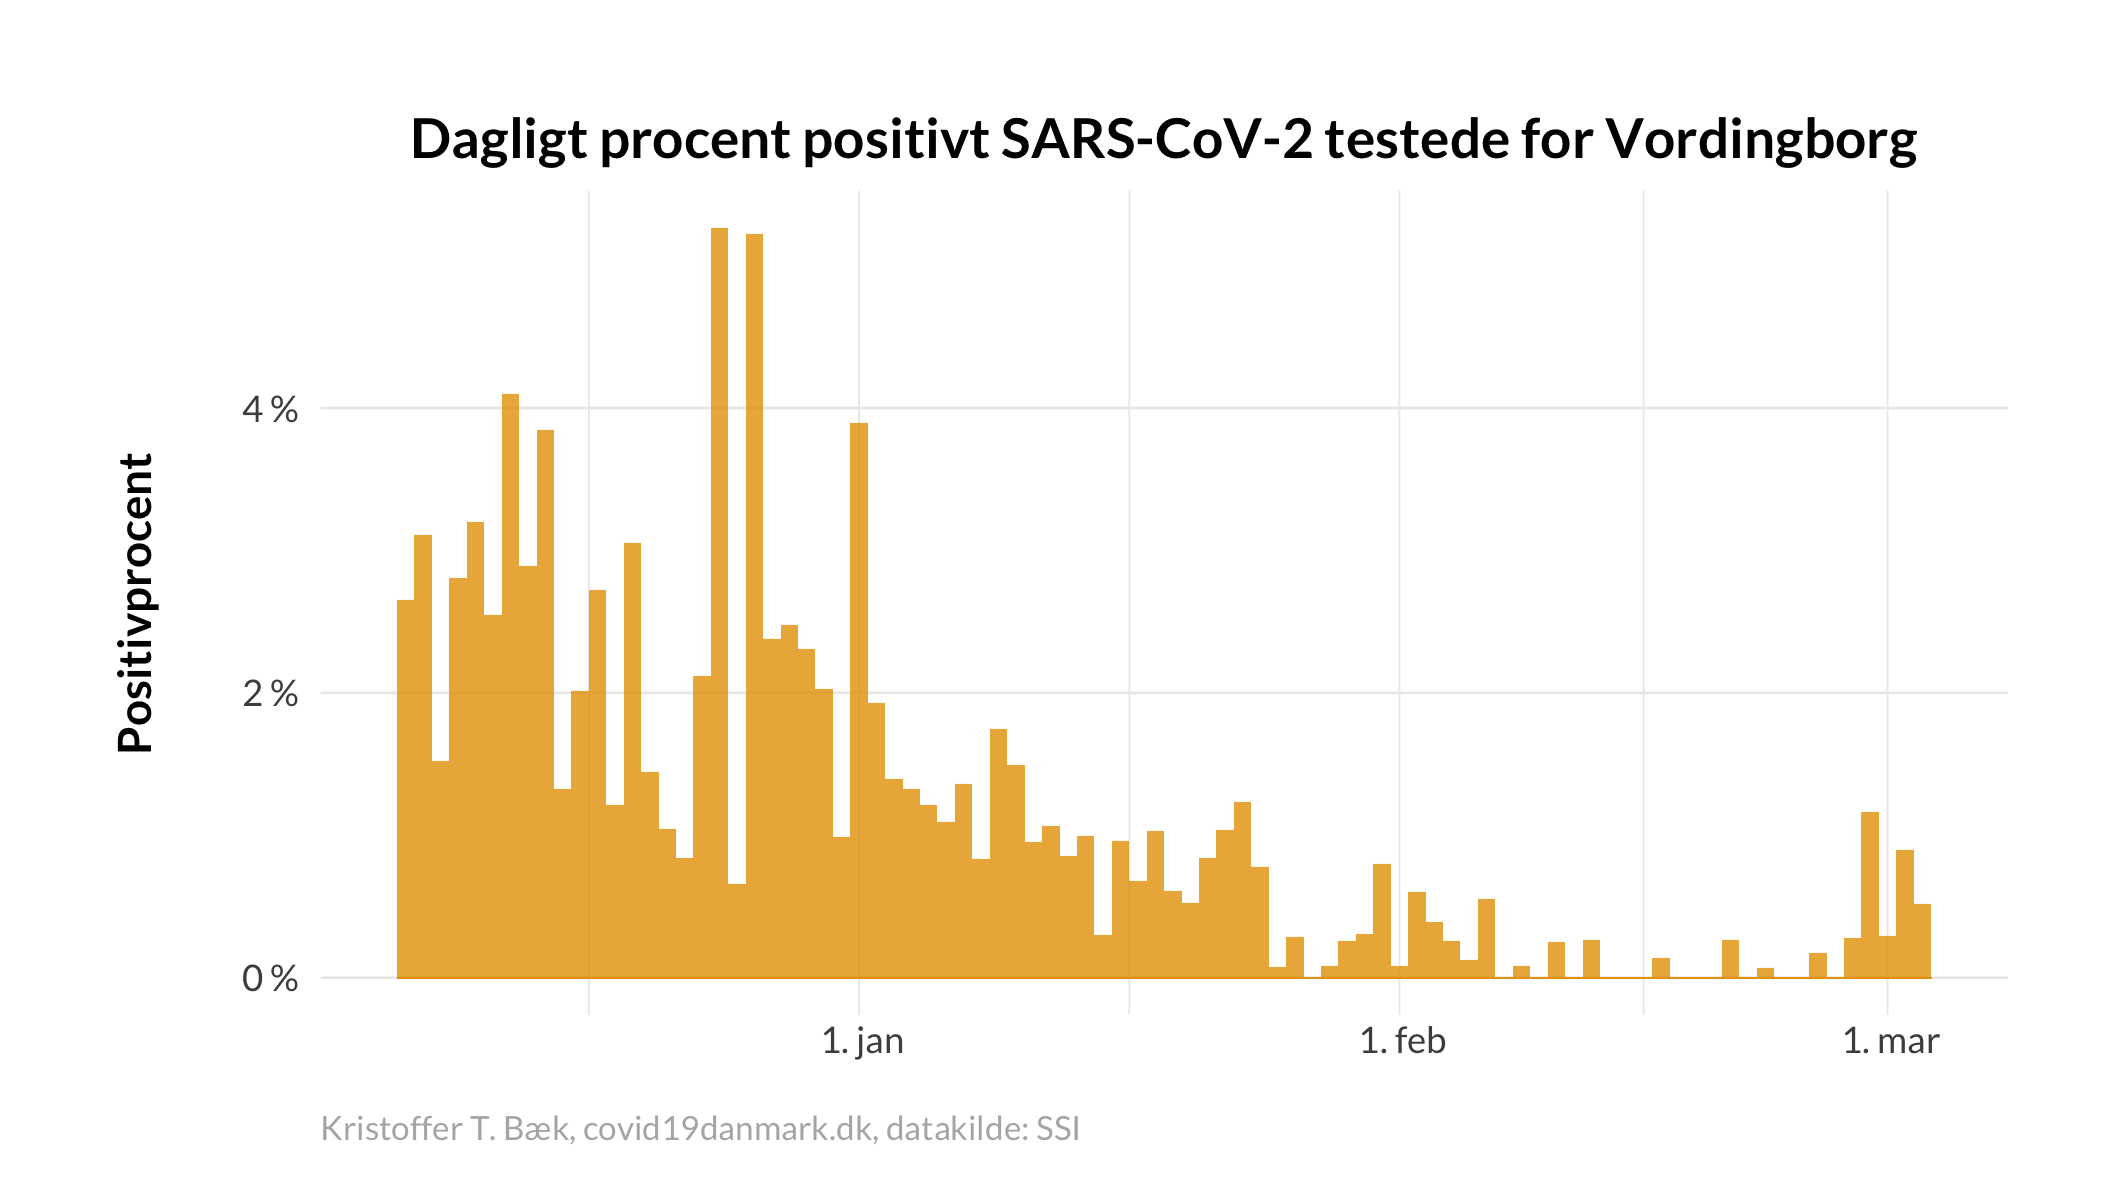 Dagligt procent positivt SARS-CoV-2 testede for Vordingborg
Positivprocent
4 %
2 %
0 %
1. jan
1. feb
1. mar
Kristoffer T. Bæk, covid19danmark.dk, datakilde: SSI